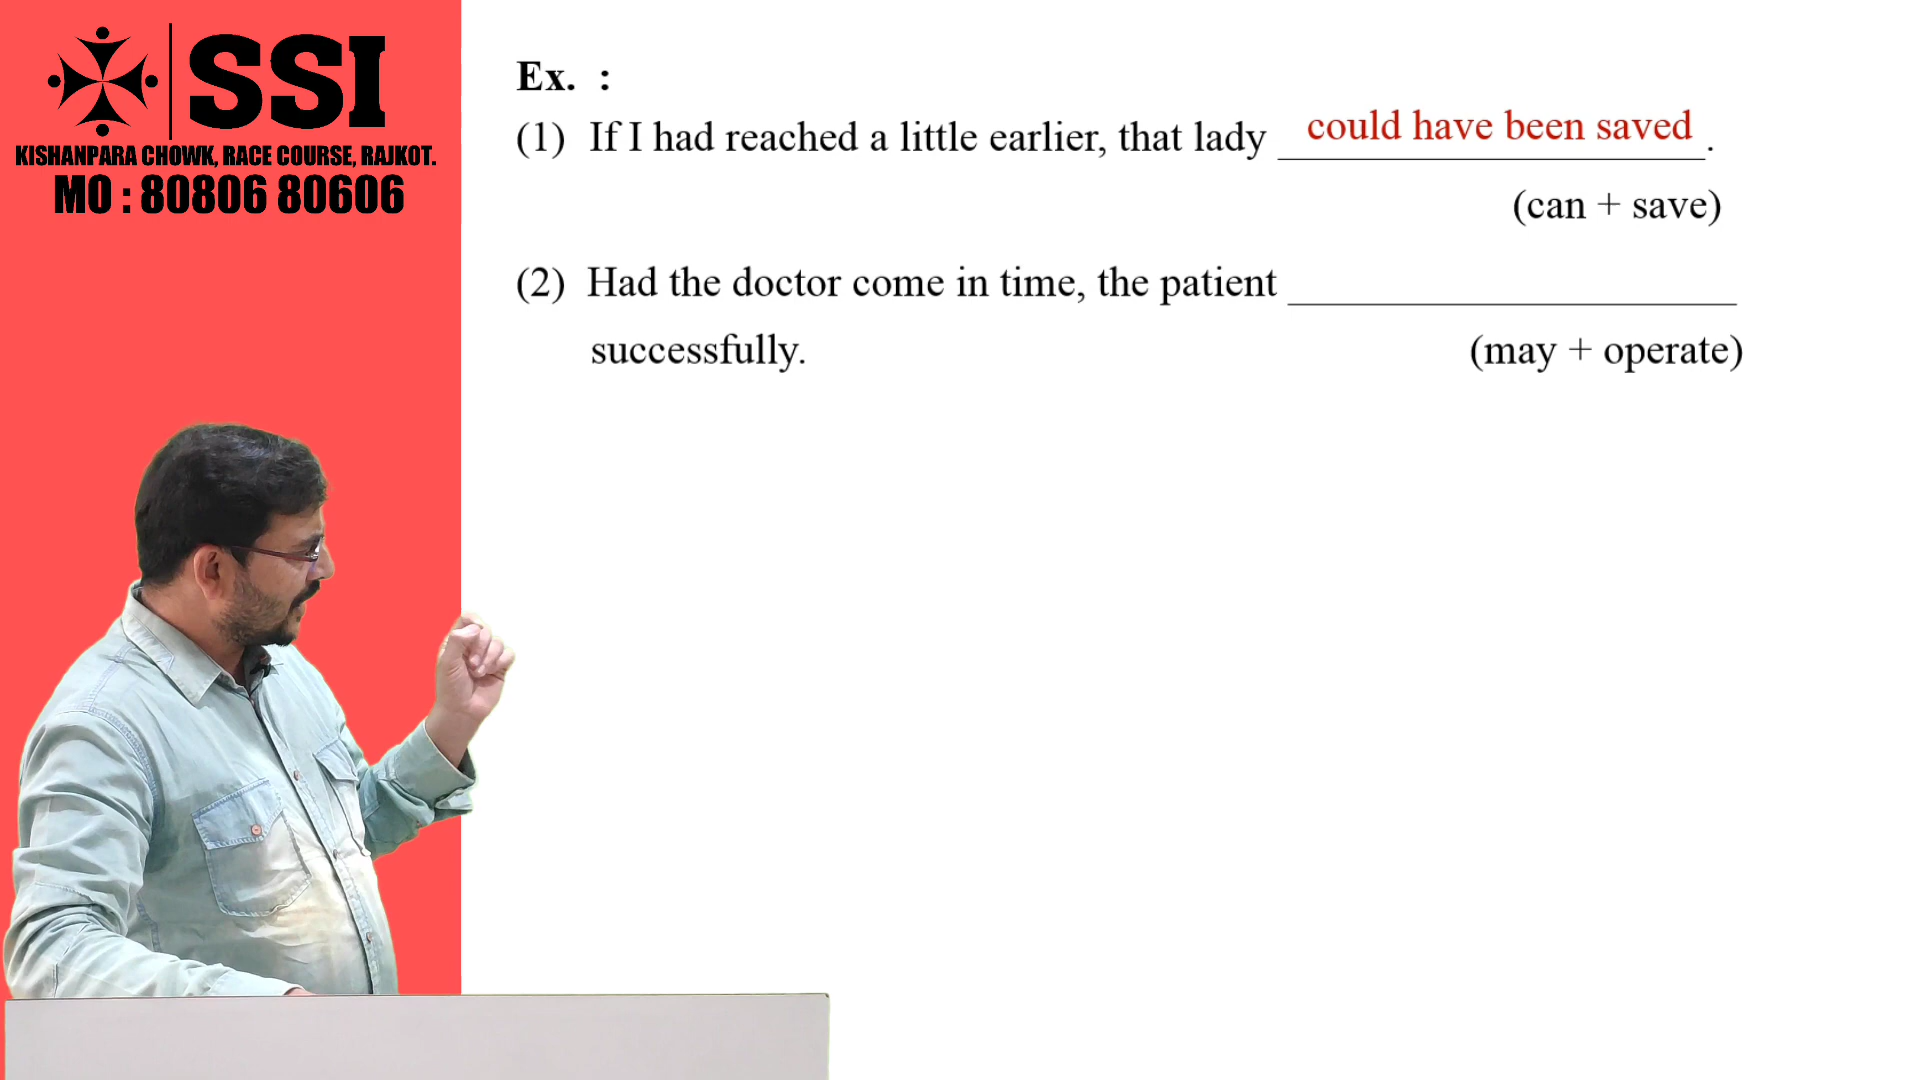 SSI
KISHANPARA CHOWK, RACE COURSE, RAJKOT.
MO : 80806 80606
Ex. :
(1) If I had reached a little earlier, that lady could have been saved.
(can + save)
(2) Had the doctor come in time, the patient ____________________
successfully. (may + operate)